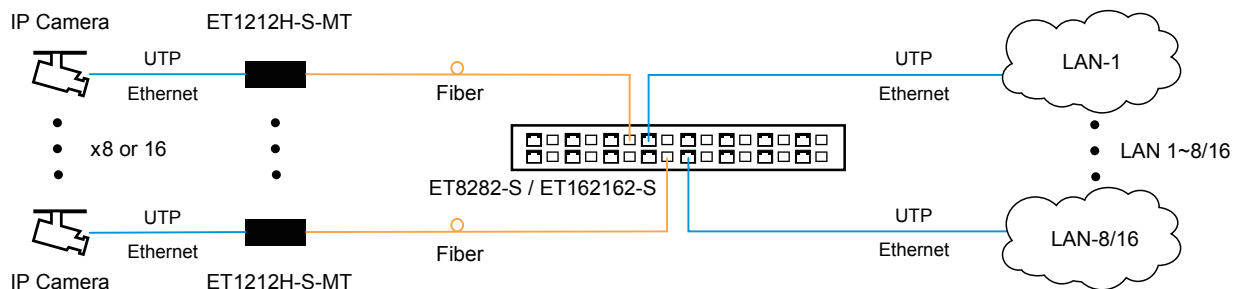 IP Camera
ET1212H-S-MT
UTP
Ethernet
Fiber
UTP
Ethernet
LAN-1
x8 or 16
LAN 1~8/16
ET8282-S / ET162162-S
UTP
Ethernet
Fiber
UTP
Ethernet
LAN-8/16
IP Camera
ET1212H-S-MT